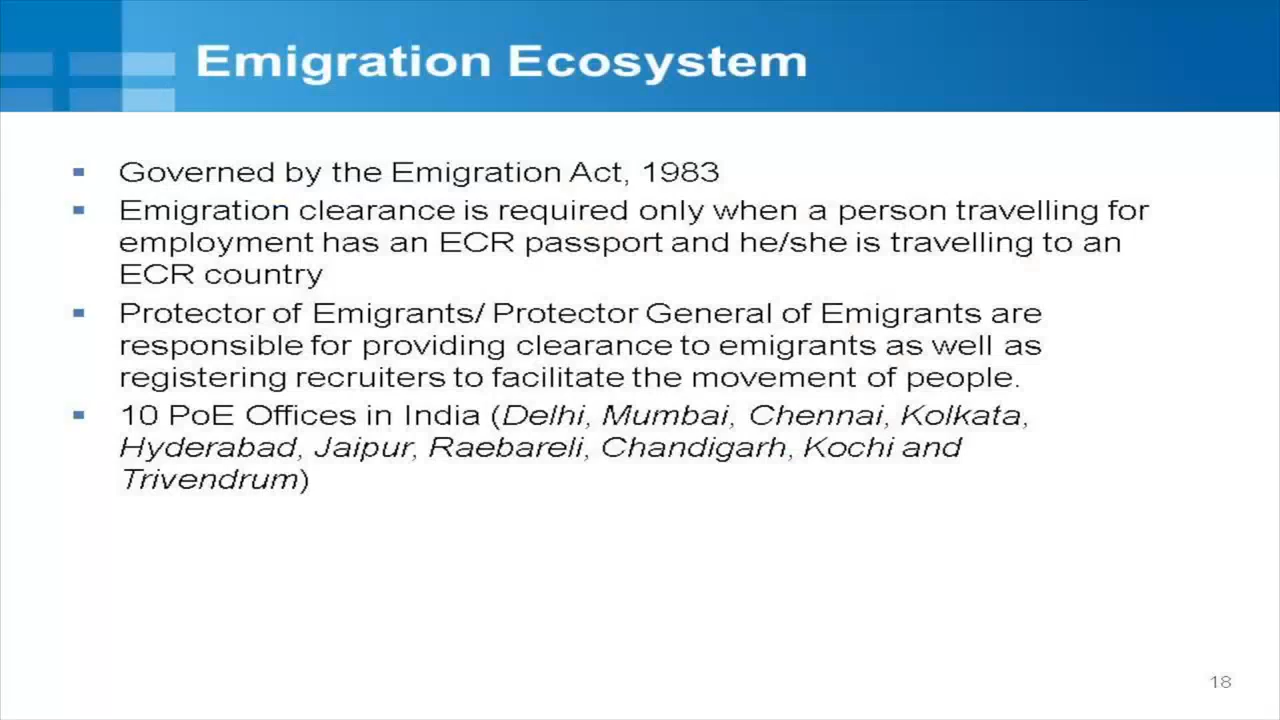 Emigration Ecosystem
▪ Governed by the Emigration Act, 1983
▪ Emigration clearance is required only when a person travelling for
employment has an ECR passport and he/she is travelling to an
ECR country
▪ Protector of Emigrants/ Protector General of Emigrants are
responsible for providing clearance to emigrants as well as
registering recruiters to facilitate the movement of people.
▪ 10 PoE Offices in India (Delhi, Mumbai, Chennai, Kolkata,
Hyderabad, Jaipur, Raebareli, Chandigarh, Kochi and
Trivendrum)
18